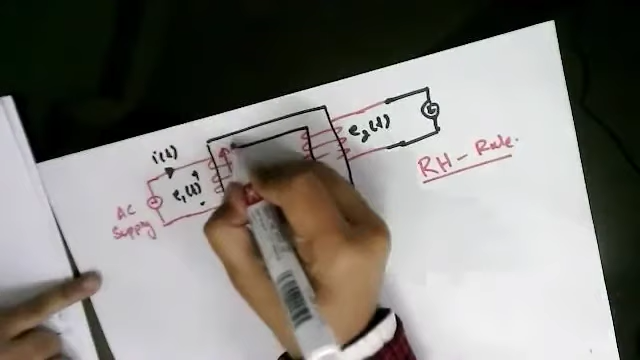 i(t)
e₁(t)
AC
Supply
e₂(t)
G
RH - Rule.